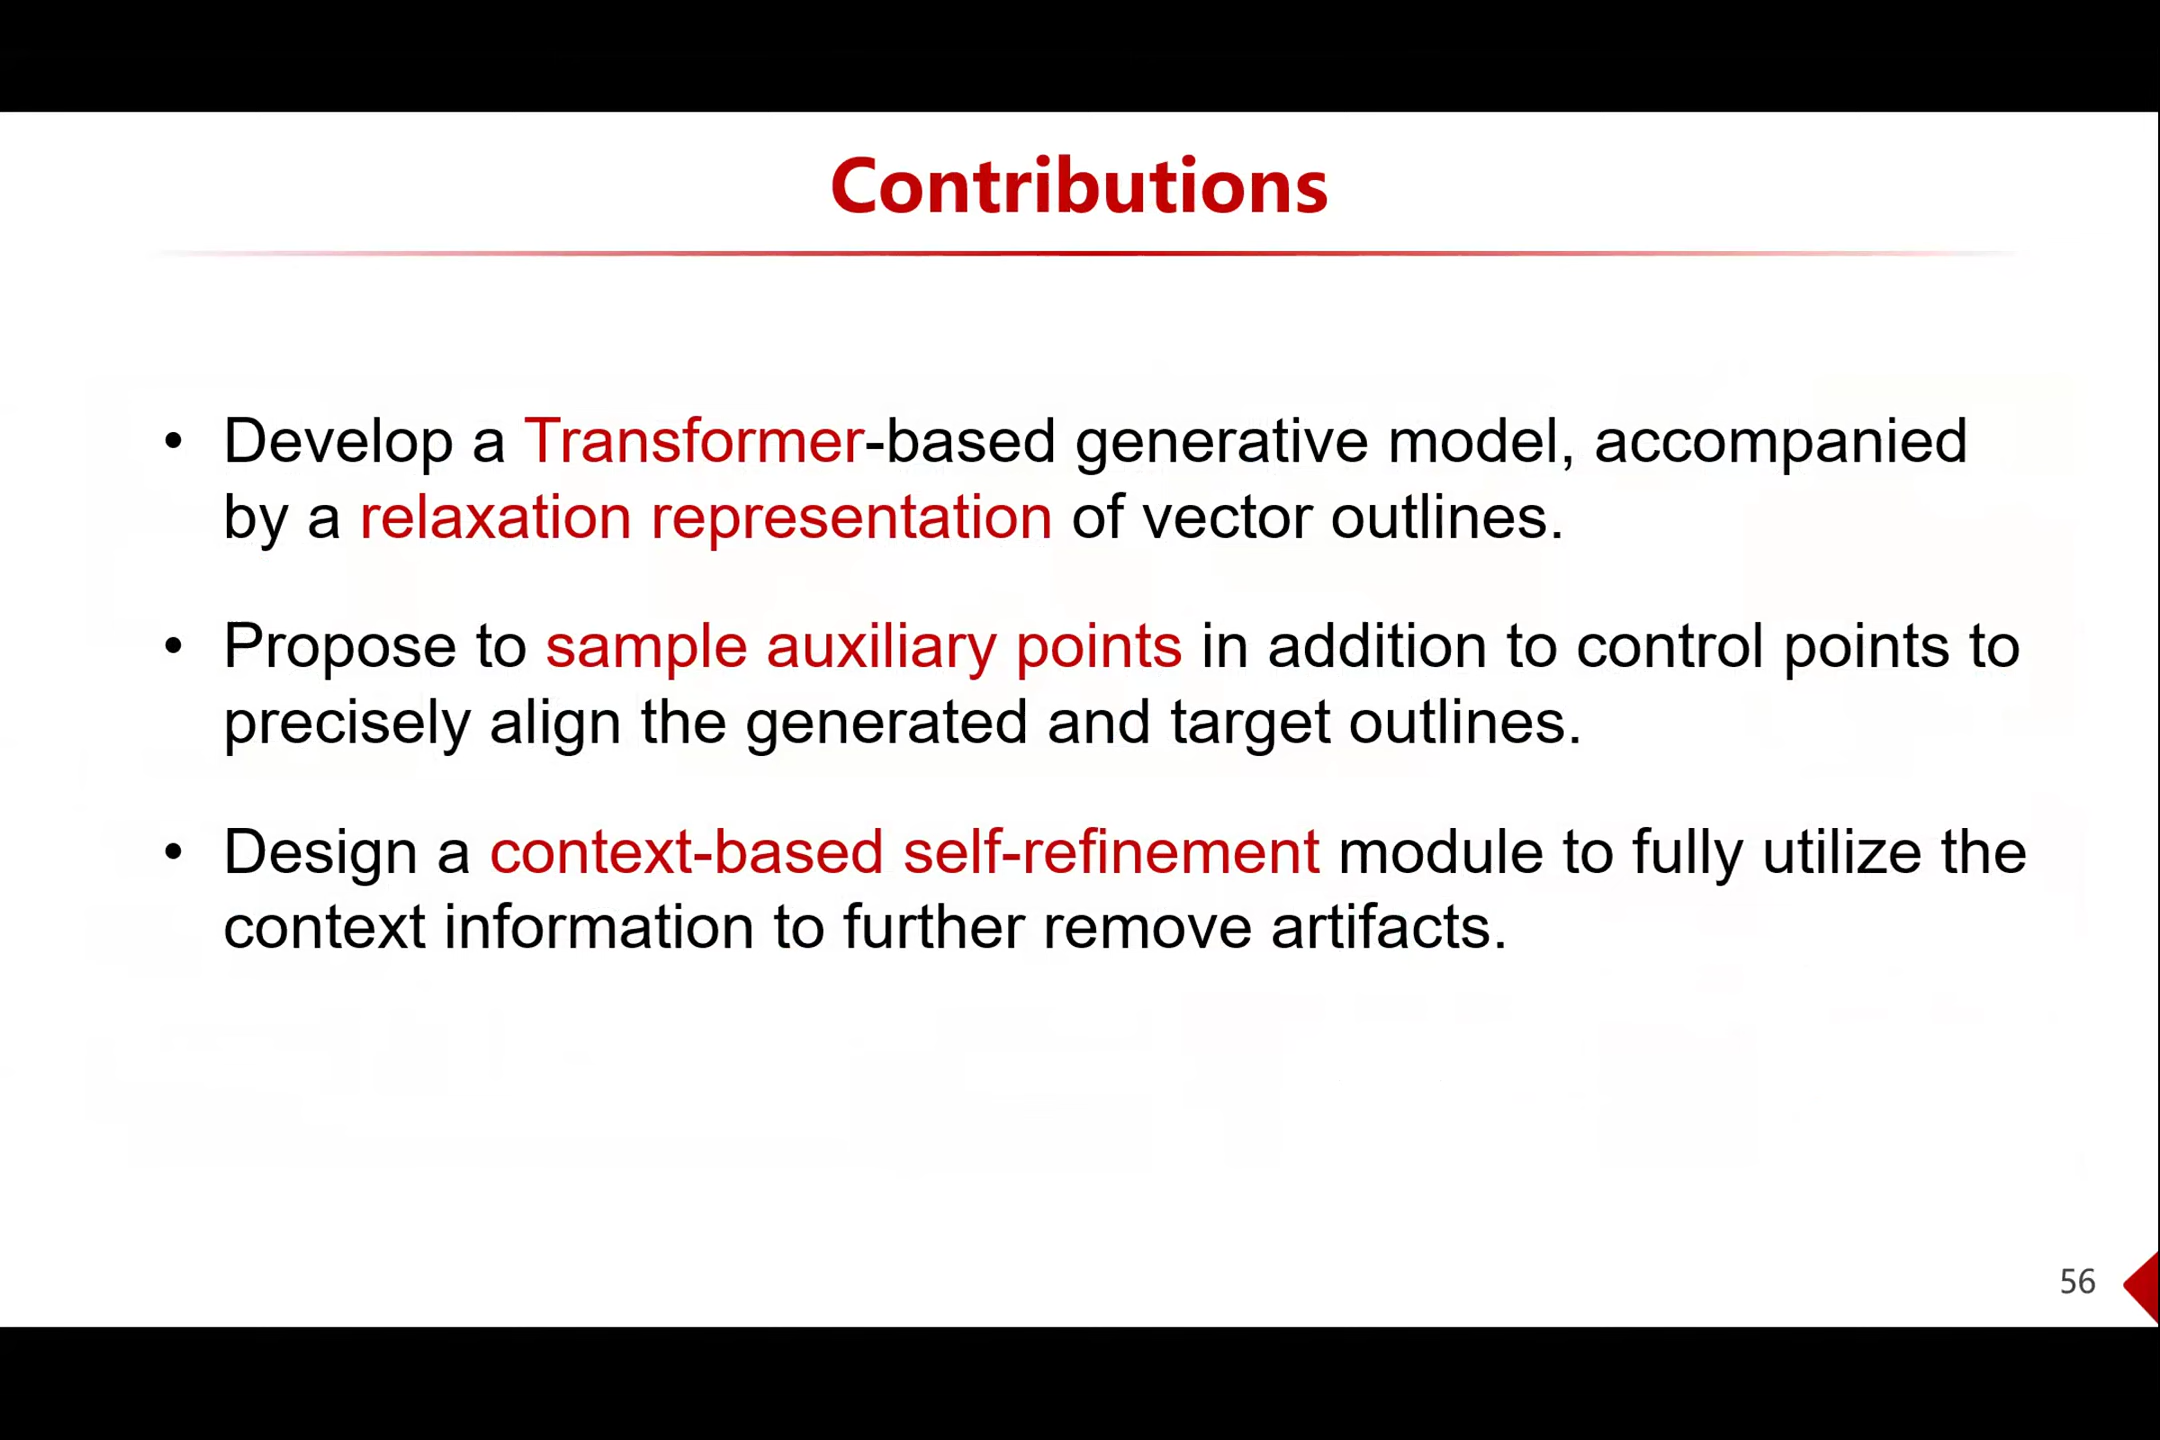 Contributions
• Develop a Transformer-based generative model, accompanied
by a relaxation representation of vector outlines.
• Propose to sample auxiliary points in addition to control points to
precisely align the generated and target outlines.
• Design a context-based self-refinement module to fully utilize the
context information to further remove artifacts.
56